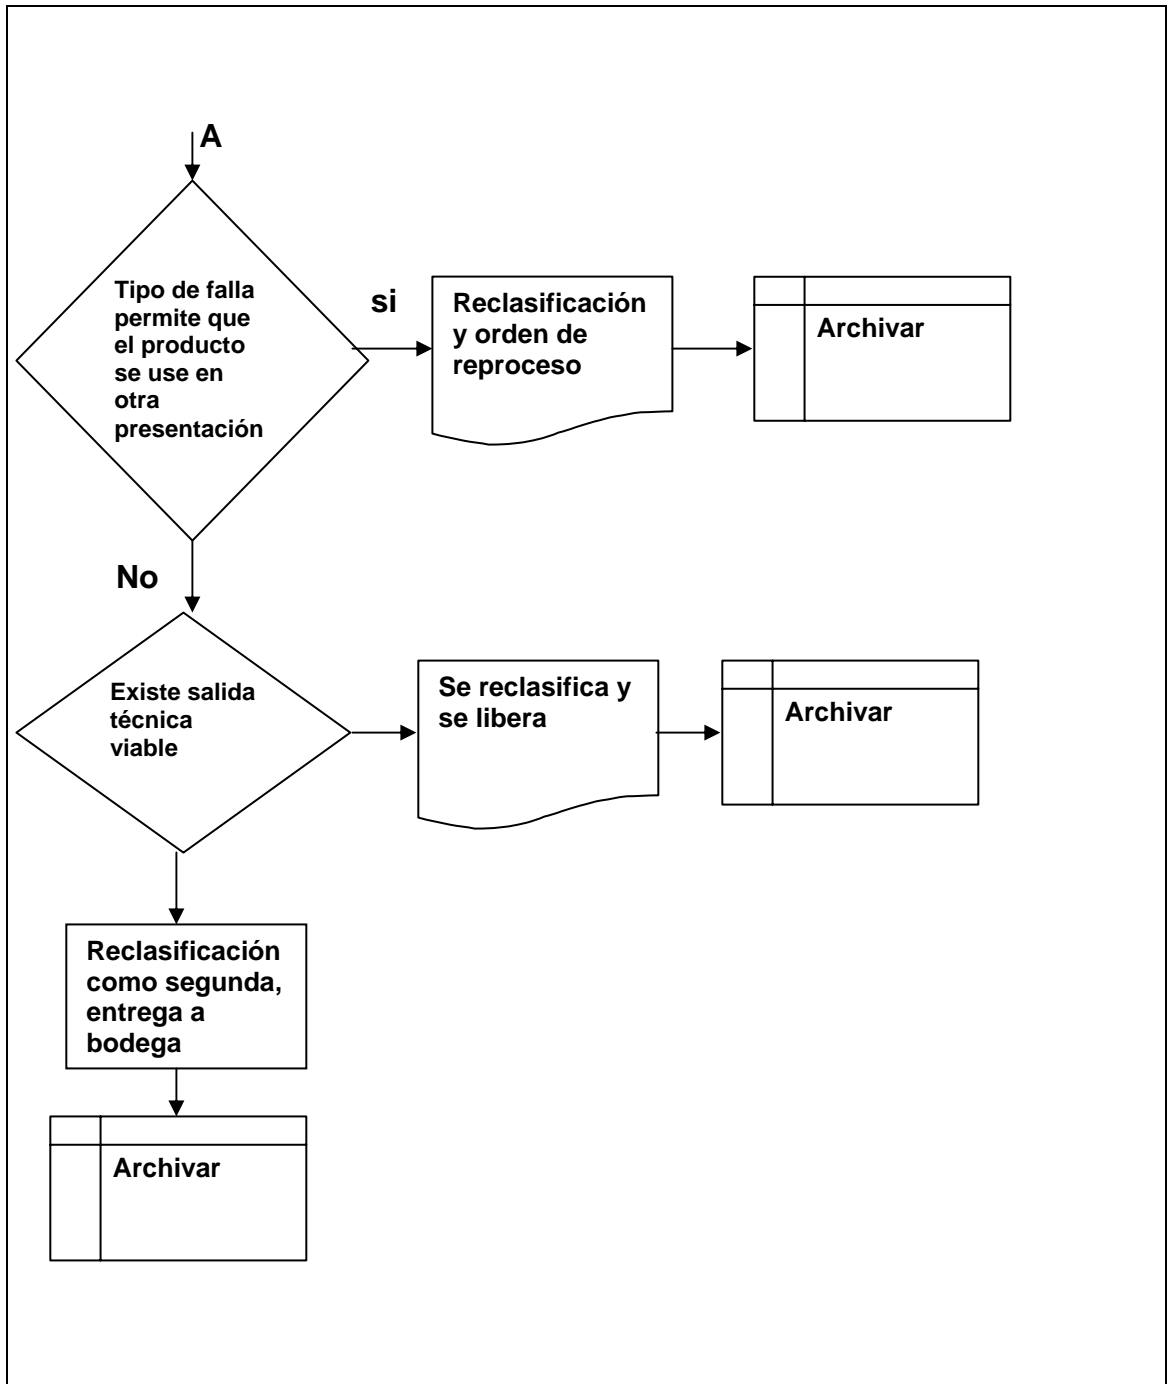 A
Tipo de falla
permite que
el producto
se use en
otra
presentación
si
Reclasificación
y orden de
reproceso
Archivar
No
Existe salida
técnica
viable
Se reclasifica y
se libera
Archivar
Reclasificación
como segunda,
entrega a
bodega
Archivar